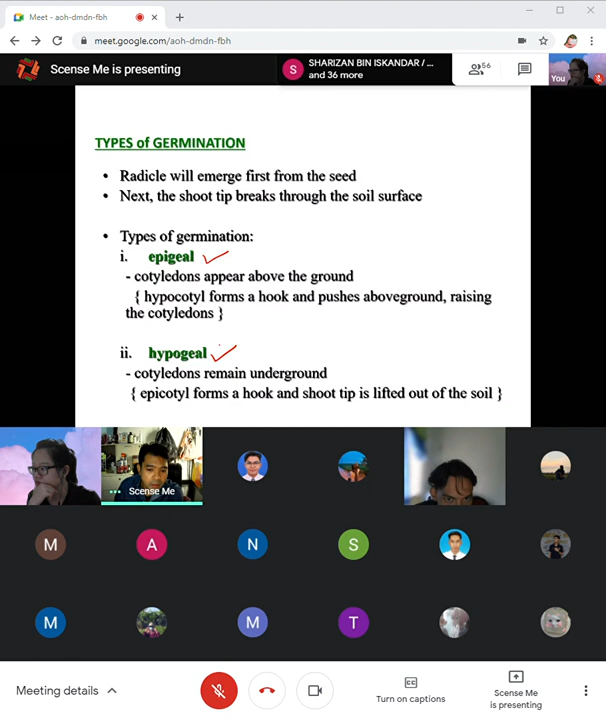 Meet - aoh-dmdn-fbh
meet.google.com/aoh-dmdn-fbh
Scense Me is presenting
S
SHARIZAN BIN ISKANDAR / ...
and 36 more
56
You
TYPES of GERMINATION
• Radicle will emerge first from the seed
• Next, the shoot tip breaks through the soil surface
• Types of germination:
i. epigeal
- cotyledons appear above the ground
{ hypocotyl forms a hook and pushes aboveground, raising
the cotyledons }
ii. hypogeal
- cotyledons remain underground
{ epicotyl forms a hook and shoot tip is lifted out of the soil }
Scense Me
M A N S
M M T
Meeting details
CC
Turn on captions
Scense Me
is presenting